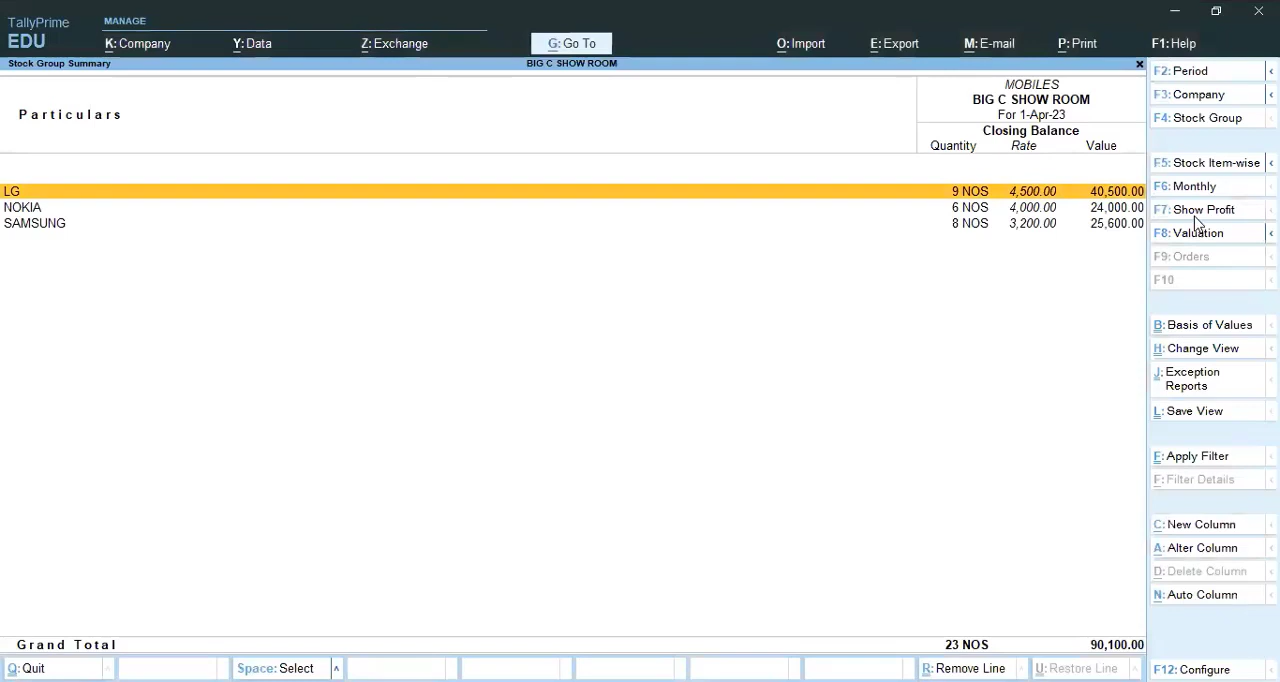 TallyPrime
EDU
MANAGE
K: Company
Y: Data
Z: Exchange
G: Go To
O: Import
E: Export
M: E-mail
P: Print
F1: Help
Stock Group Summary
BIG C SHOW ROOM
Particulars
MOBILES
BIG C SHOW ROOM
For 1-Apr-23
Closing Balance
Quantity Rate Value
LG 9 NOS 4,500.00 40,500.00
NOKIA 6 NOS 4,000.00 24,000.00
SAMSUNG 8 NOS 3,200.00 25,600.00
Grand Total 23 NOS 90,100.00
F2: Period
F3: Company
F4: Stock Group
F5: Stock Item-wise
F6: Monthly
F7: Show Profit
F8: Valuation
F9: Orders
F10
B: Basis of Values
H: Change View
J: Exception
Reports
L: Save View
F: Apply Filter
F: Filter Details
C: New Column
A: Alter Column
D: Delete Column
N: Auto Column
F12: Configure
Q: Quit
Space: Select
R: Remove Line
U: Restore Line